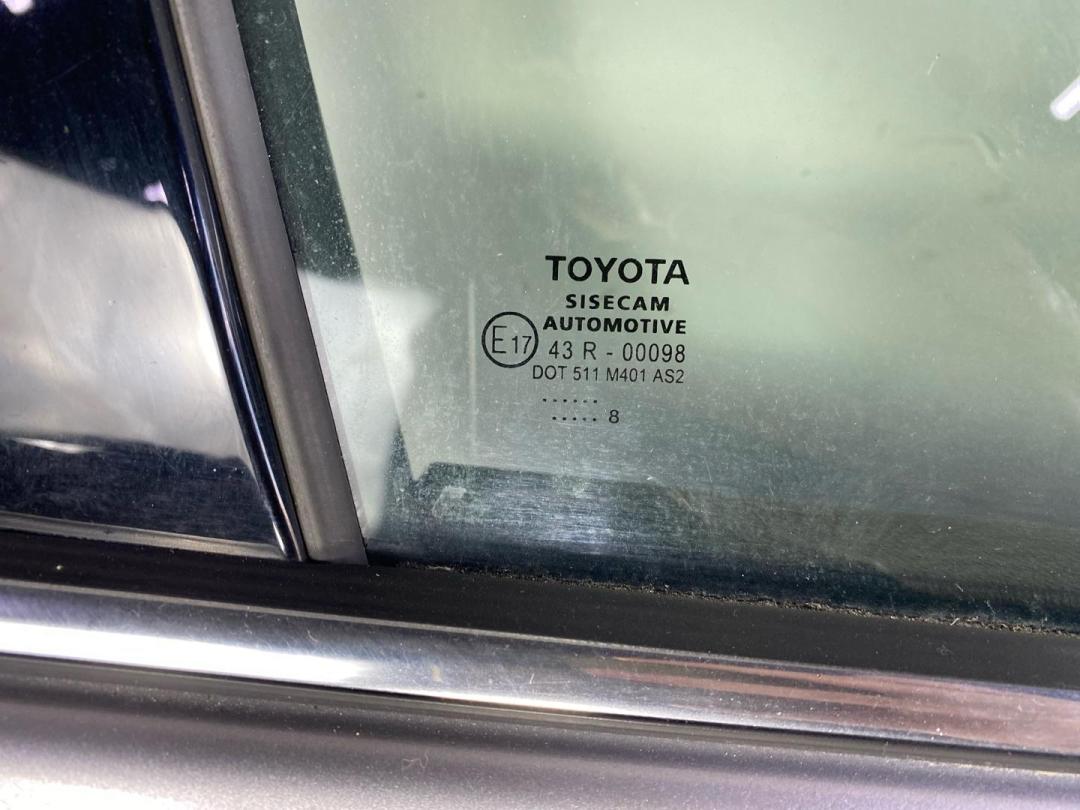 TOYOTA
SISECAM
AUTOMOTIVE
E17 43 R - 00098
DOT 511 M401 AS2
......
..... 8